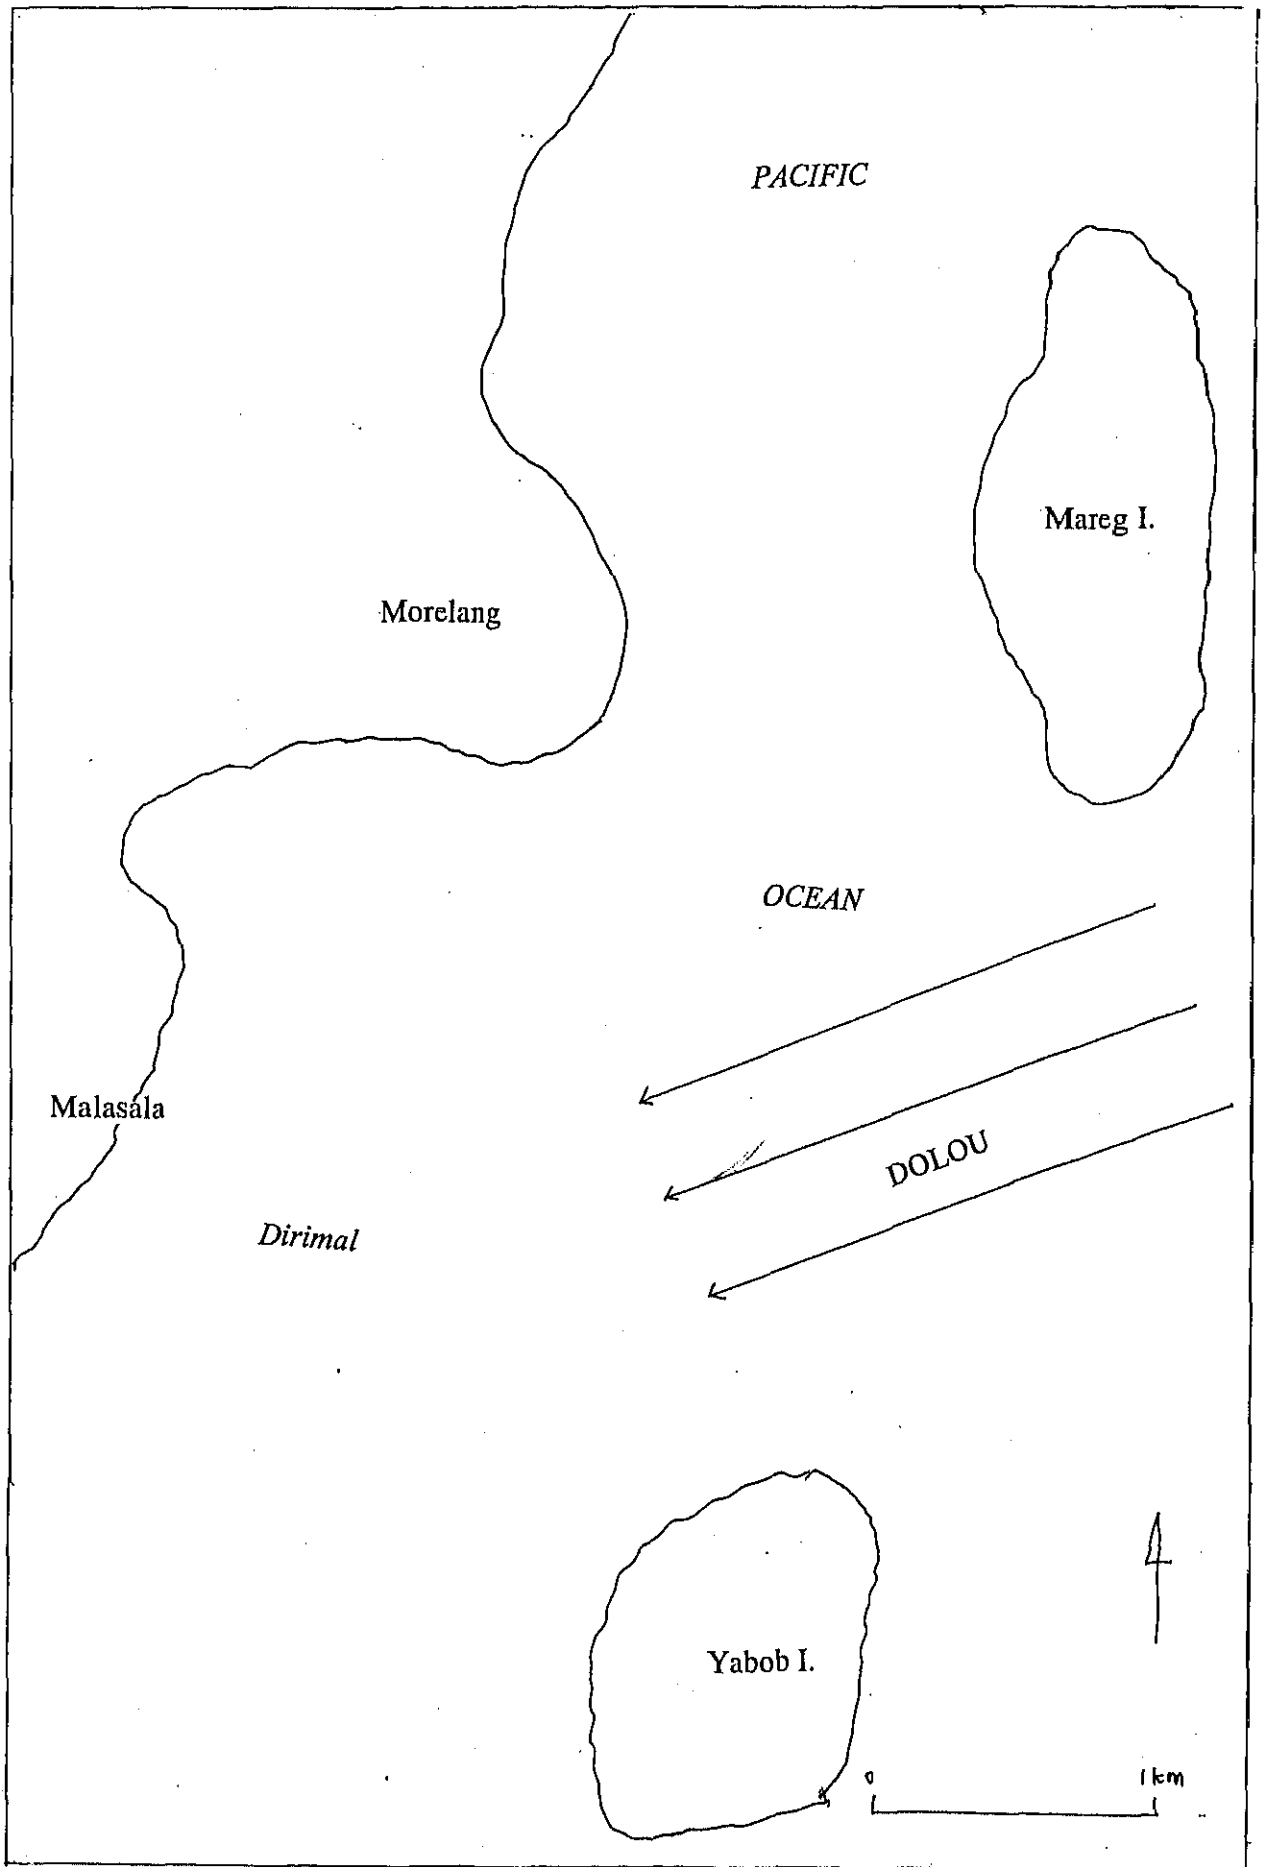 PACIFIC
Mareg I.
Morelang
OCEAN
Malasala
DOLOU
Dirimal
Yabob I.
0 1km